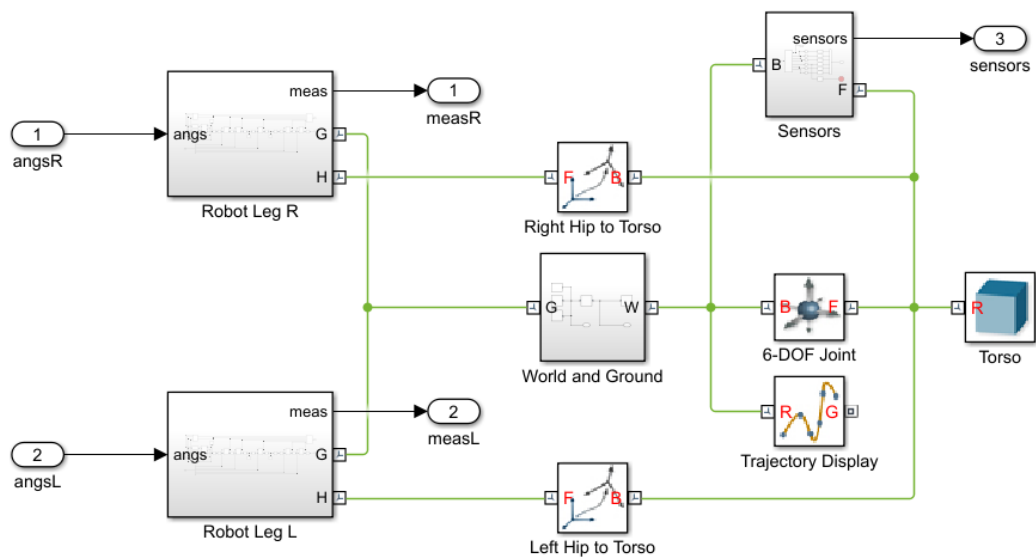 sensors
3
B
sensors
F
Sensors
meas
1
angs
G
measR
1
angsR
H
Robot Leg R
F
B
Right Hip to Torso
G
W
World and Ground
B
F
6-DOF Joint
R
Torso
R
G
Trajectory Display
meas
2
angs
G
measL
2
angsL
H
Robot Leg L
F
B
Left Hip to Torso